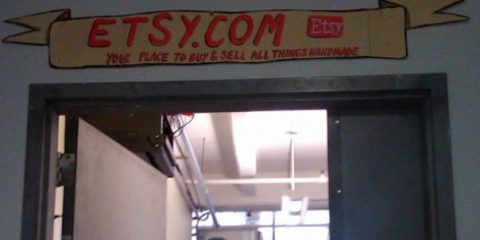 ETSY.COM Etsy
YOUR PLACE TO BUY & SELL ALL THINGS HANDMADE